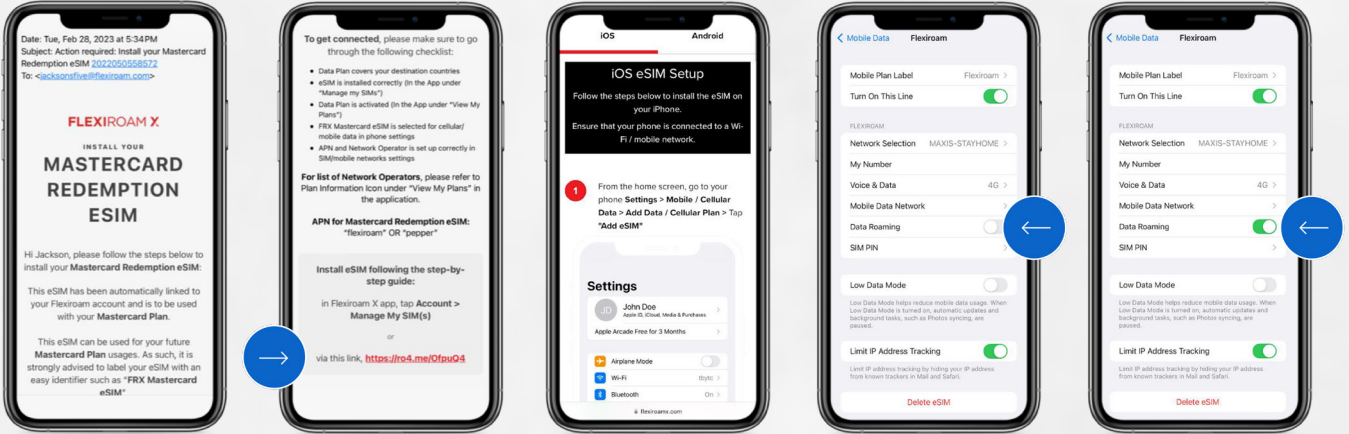 Date: Tue, Feb 28, 2023 at 5:34PM
Subject: Action required: Install your Mastercard
Redemption eSIM 2022050558572
To: <jacksonsfive@flexiroam.com>
FLEXIROAM X
INSTALL YOUR
MASTERCARD
REDEMPTION
ESIM
Hi Jackson, please follow the steps below to
install your Mastercard Redemption eSIM:
This eSIM has been automatically linked to
your Flexiroam account and is to be used
with your Mastercard Plan.
This eSIM can be used for your future
Mastercard Plan usages. As such, it is
strongly advised to label your eSIM with an
easy identifier such as "FRX Mastercard
eSIM"
To get connected, please make sure to go
through the following checklist:
• Data Plan covers your destination countries
• eSIM is installed correctly (In the App under
"Manage my SIMs")
• Data Plan is activated (In the App under "View My
Plans")
• FRX Mastercard eSIM is selected for cellular/
mobile data in phone settings
• APN and Network Operator is set up correctly in
SIM/mobile networks settings
For list of Network Operators, please refer to
Plan Information Icon under "View My Plans" in
the application.
APN for Mastercard Redemption eSIM:
"flexiroam" OR "pepper"
Install eSIM following the step-by-
step guide:
in Flexiroam X app, tap Account >
Manage My SIM(s)
or
via this link, https://ro4.me/OfpuQ4
iOS Android
iOS eSIM Setup
Follow the steps below to install the eSIM on
your iPhone.
Ensure that your phone is connected to a Wi-
Fi / mobile network.
1
From the home screen, go to your
phone Settings > Mobile / Cellular
Data > Add Data / Cellular Plan > Tap
"Add eSIM"
Settings
JD
John Doe
Apple ID, iCloud, Media & Purchases
Apple Arcade Free for 3 Months
Airplane Mode
Wi-Fi tbytc
Bluetooth On
flexiroamx.com
Mobile Data Flexiroam
Mobile Plan Label Flexiroam
Turn On This Line
FLEXIROAM
Network Selection MAXIS-STAYHOME
My Number
Voice & Data 4G
Mobile Data Network
Data Roaming
SIM PIN
Low Data Mode
Low Data Mode helps reduce mobile data usage. When
Low Data Mode is turned on, automatic updates and
background tasks, such as Photos syncing, are
paused.
Limit IP Address Tracking
Limit IP address tracking by hiding your IP address
from known trackers in Mail and Safari.
Delete eSIM
Mobile Data Flexiroam
Mobile Plan Label Flexiroam
Turn On This Line
FLEXIROAM
Network Selection MAXIS-STAYHOME
My Number
Voice & Data 4G
Mobile Data Network
Data Roaming
SIM PIN
Low Data Mode
Low Data Mode helps reduce mobile data usage. When
Low Data Mode is turned on, automatic updates and
background tasks, such as Photos syncing, are
paused.
Limit IP Address Tracking
Limit IP address tracking by hiding your IP address
from known trackers in Mail and Safari.
Delete eSIM